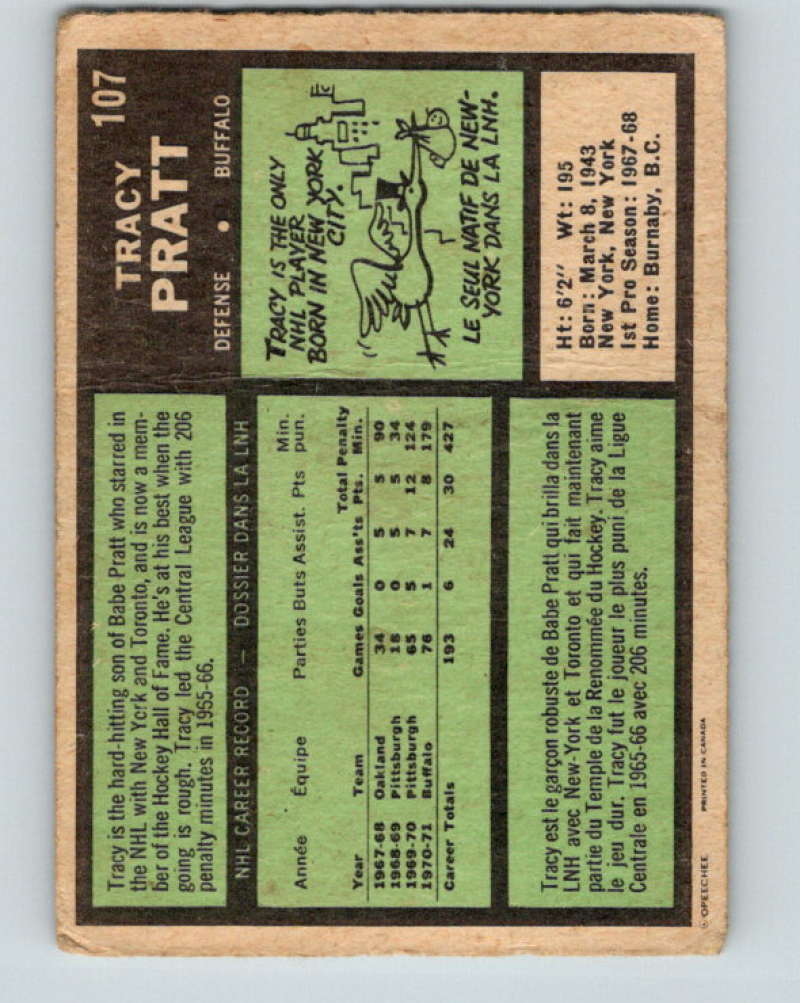 TRACY 107
PRATT
DEFENSE • BUFFALO
Tracy is the hard-hitting son of Babe Pratt who starred in
the NHL with New York and Toronto, and is now a mem-
ber of the Hockey Hall of Fame. He's at his best when the
going is rough. Tracy led the Central League with 206
penalty minutes in 1965-66.
TRACY IS THE ONLY
NHL PLAYER
BORN IN NEW YORK
CITY.
LE SEUL NATIF DE NEW-
YORK DANS LA LNH.
Ht: 6'2" Wt: 195
Born: March 8, 1943
New York, New York
1st Pro Season: 1967-68
Home: Burnaby, B.C.
NHL CAREER RECORD — DOSSIER DANS LA LNH
Min.
Année Équipe Parties Buts Assist. Pts pun.
Total Penalty
Year Team Games Goals Ass'ts Pts. Min.
1967-68 Oakland 34 0 5 5 90
1968-69 Pittsburgh 18 0 5 5 34
1969-70 Pittsburgh 65 5 7 12 124
1970-71 Buffalo 76 1 7 8 179
Career Totals 193 6 24 30 427
Tracy est le garçon robuste de Babe Pratt qui brilla dans la
LNH avec New-York et Toronto et qui fait maintenant
partie du Temple de la Renommée du Hockey. Tracy aime
le jeu dur. Tracy fut le joueur le plus puni de la Ligue
Centrale en 1965-66 avec 206 minutes.
© OPEECHEE PRINTED IN CANADA